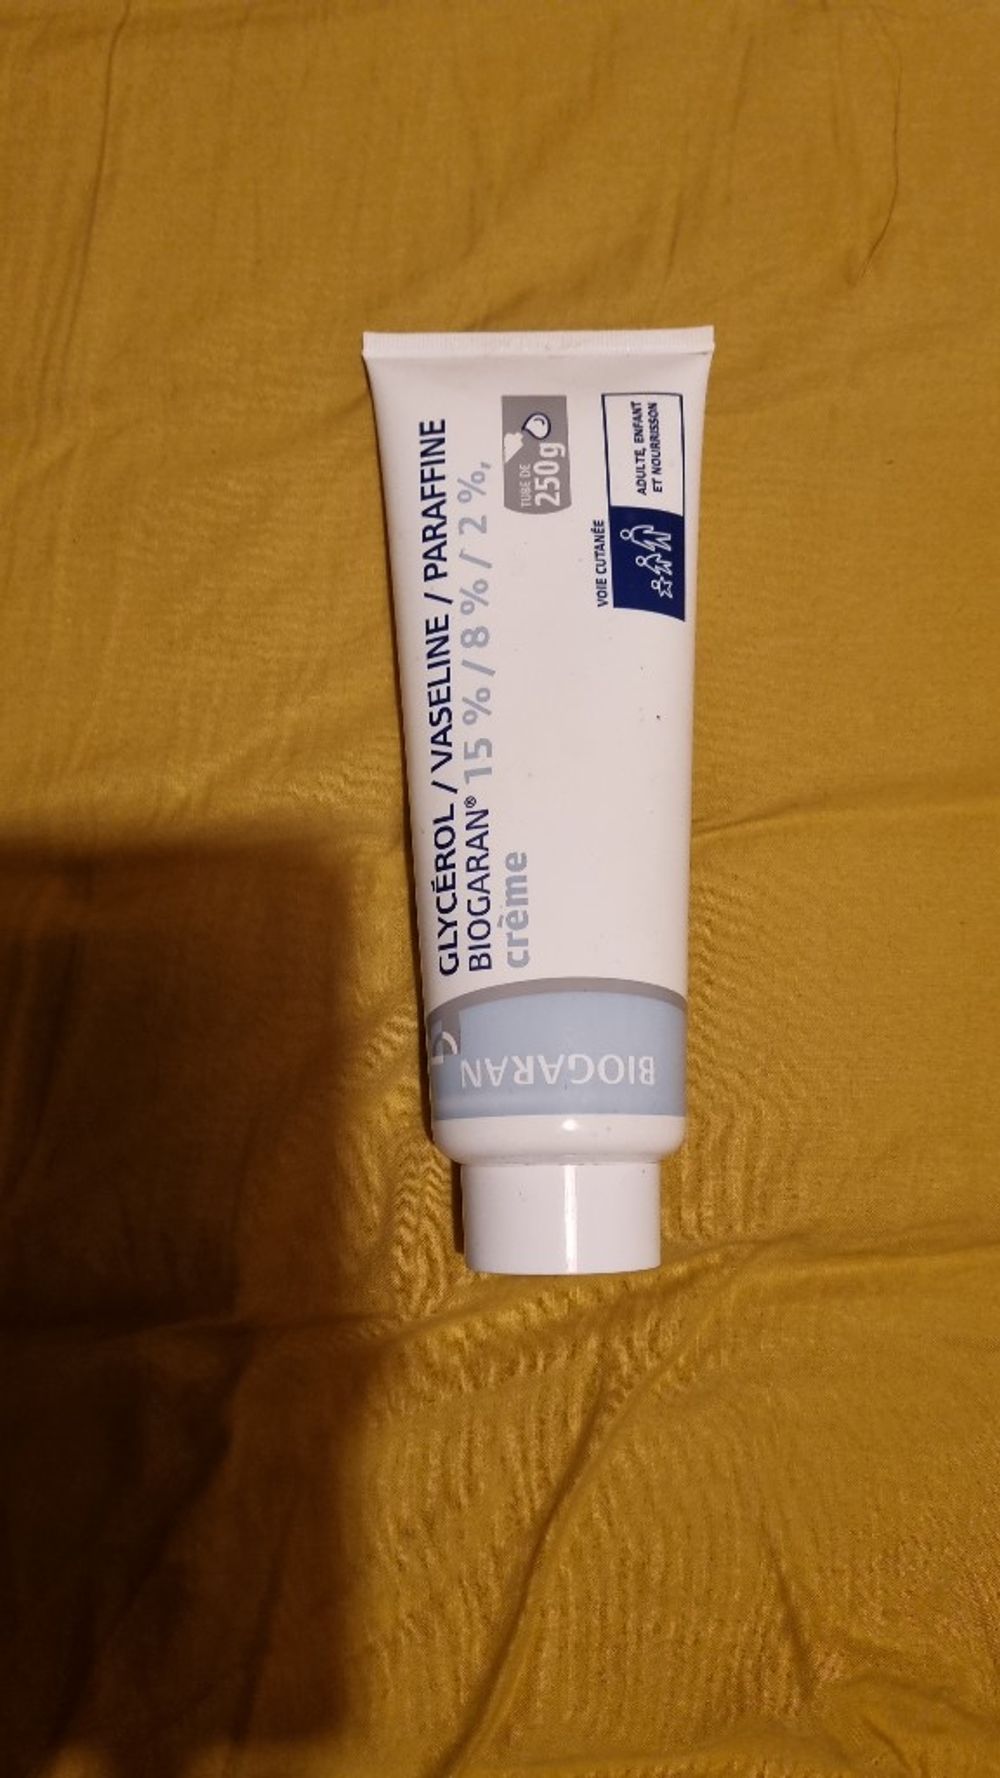 GLYCÉROL / VASELINE / PARAFFINE
BIOGARAN® 15 % / 8 % / 2 %,
crème
TUBE DE
250g
VOIE CUTANÉE
ADULTE, ENFANT
ET NOURRISSON
BIOGARAN